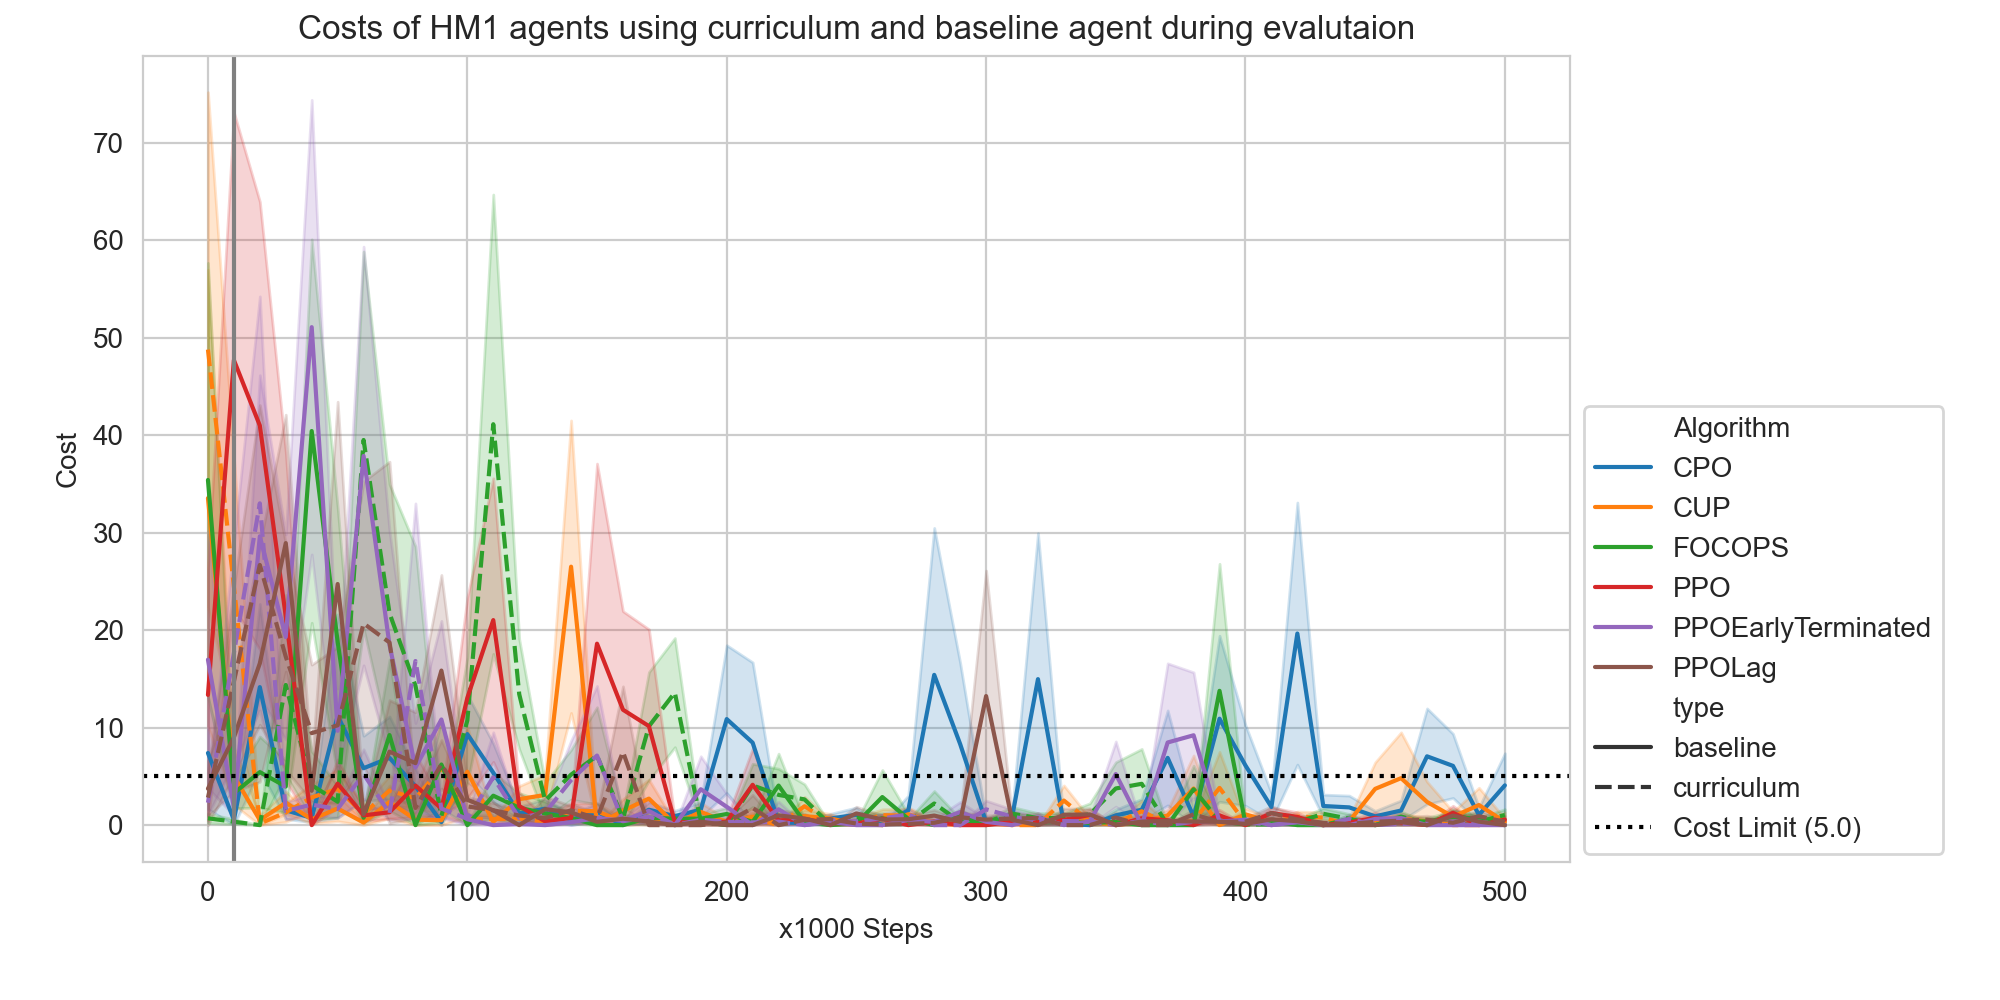 Costs of HM1 agents using curriculum and baseline agent during evalutaion
Cost
70
60
50
40
30
20
10
0
0 100 200 300 400 500
x1000 Steps
Algorithm
CPO
CUP
FOCOPS
PPO
PPOEarlyTerminated
PPOLag
type
baseline
curriculum
Cost Limit (5.0)